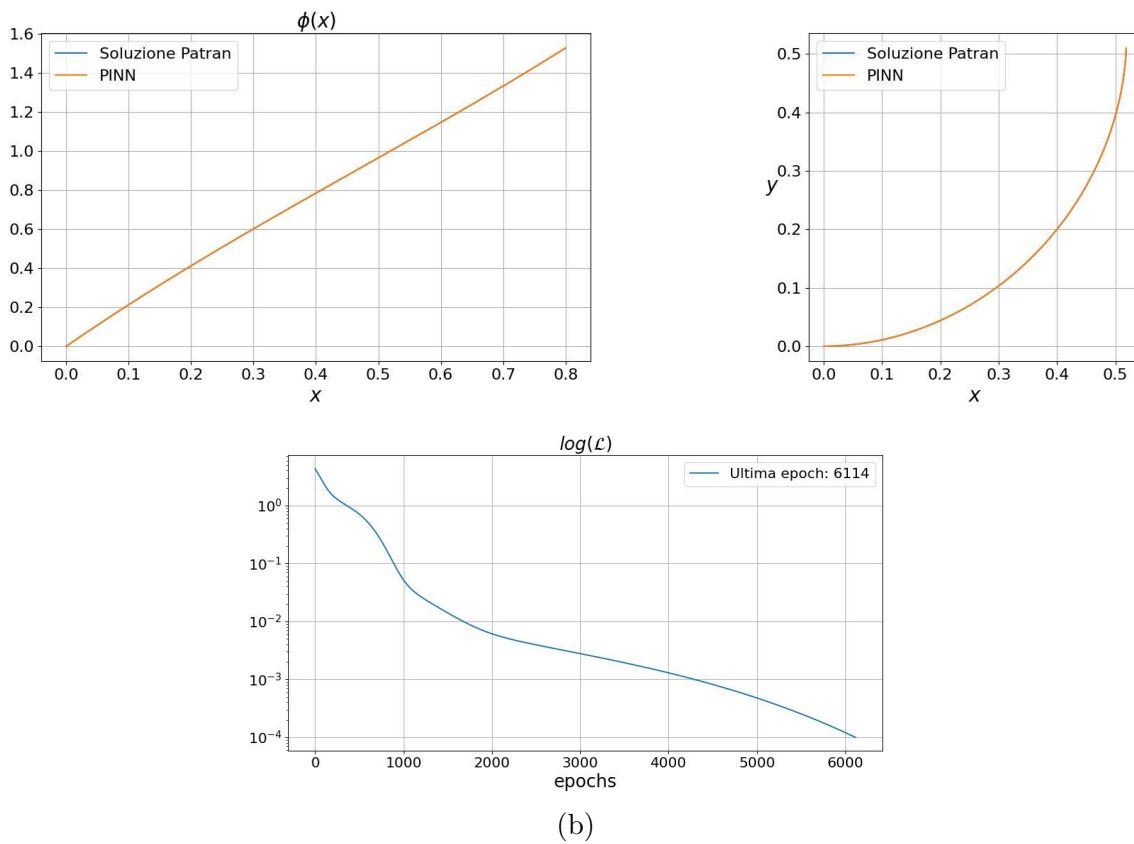 ϕ(x)
1.6
1.4
1.2
1.0
0.8
0.6
0.4
0.2
0.0
Soluzione Patran
PINN
0.0 0.1 0.2 0.3 0.4 0.5 0.6 0.7 0.8
x
0.5
0.4
0.3
0.2
0.1
0.0
y
Soluzione Patran
PINN
0.0 0.1 0.2 0.3 0.4 0.5
x
log(ℒ)
10⁰
10⁻¹
10⁻²
10⁻³
10⁻⁴
Ultima epoch: 6114
0 1000 2000 3000 4000 5000 6000
epochs
(b)